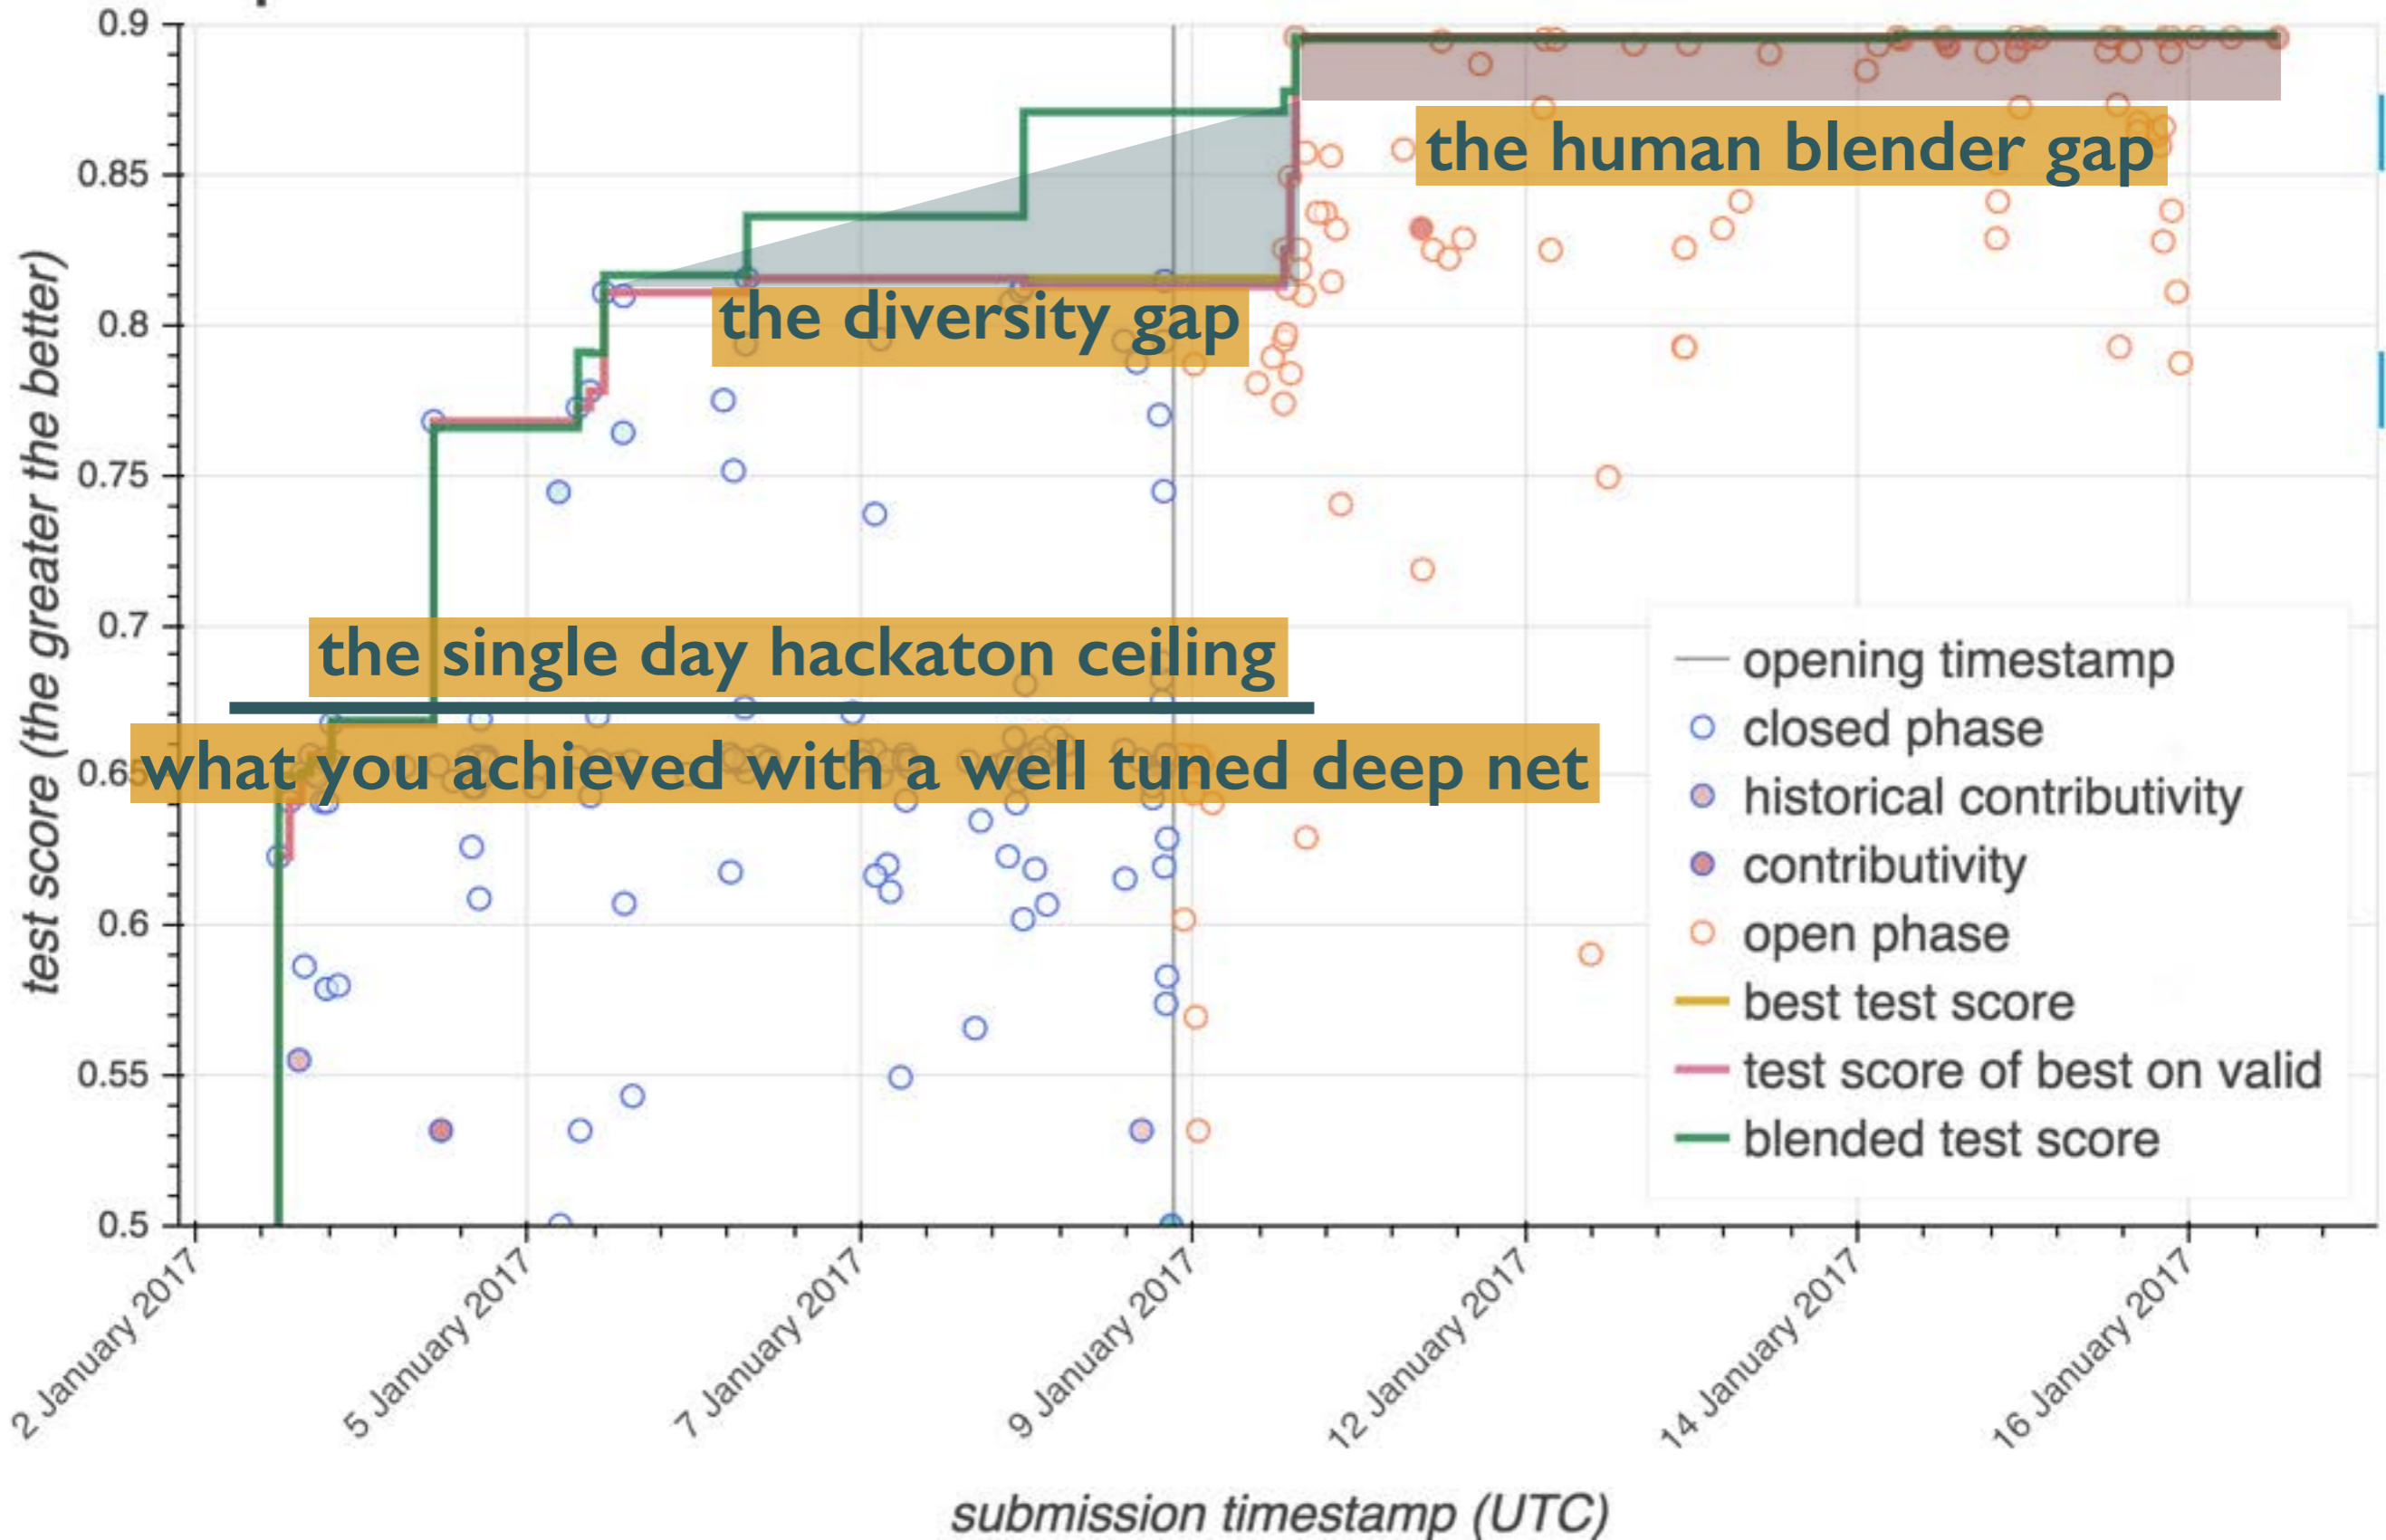 0.9
0.85
0.8
0.75
0.7
0.65
0.6
0.55
0.5
test score (the greater the better)
the human blender gap
the diversity gap
the single day hackaton ceiling
what you achieved with a well tuned deep net
opening timestamp
closed phase
historical contributivity
contributivity
open phase
best test score
test score of best on valid
blended test score
2 January 2017
5 January 2017
7 January 2017
9 January 2017
12 January 2017
14 January 2017
16 January 2017
submission timestamp (UTC)